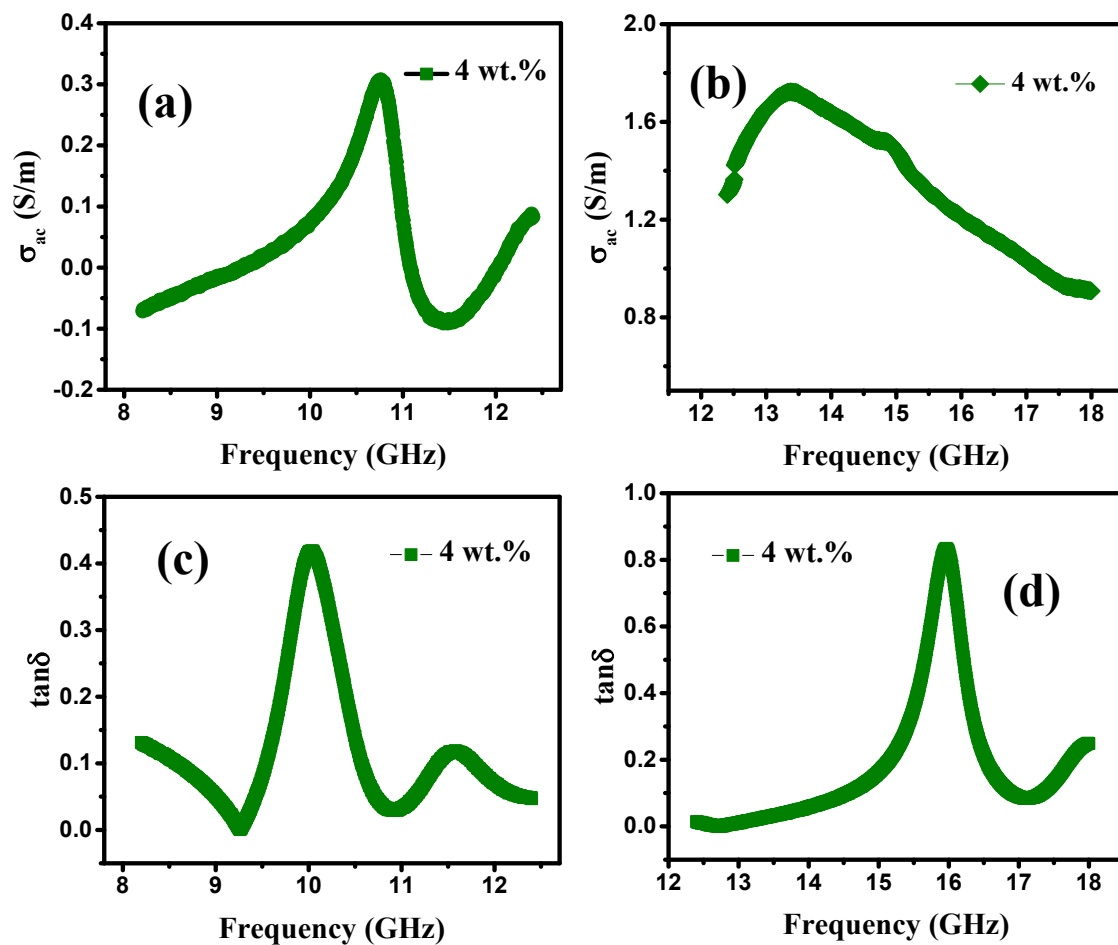 0.4
0.3
0.2
0.1
0.0
-0.1
-0.2
σac (S/m)
(a)
4 wt.%
8 9 10 11 12
Frequency (GHz)
2.0
1.6
1.2
0.8
σac (S/m)
(b)
4 wt.%
12 13 14 15 16 17 18
Frequency (GHz)
0.5
0.4
0.3
0.2
0.1
0.0
tanδ
(c)
4 wt.%
8 9 10 11 12
Frequency (GHz)
1.0
0.8
0.6
0.4
0.2
0.0
tanδ
4 wt.%
(d)
12 13 14 15 16 17 18
Frequency (GHz)